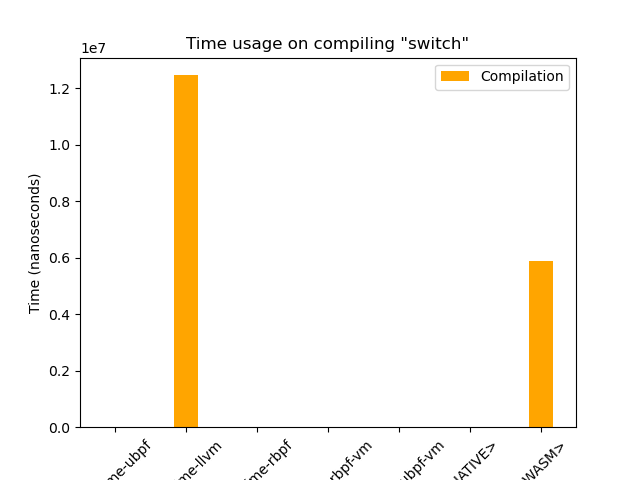 Time usage on compiling "switch"
1e7
Compilation
1.2
1.0
0.8
0.6
0.4
0.2
0.0
Time (nanoseconds)
me-ubpf
me-llvm
me-rbpf
rbpf-vm
ubpf-vm
NATIVE>
WASM>